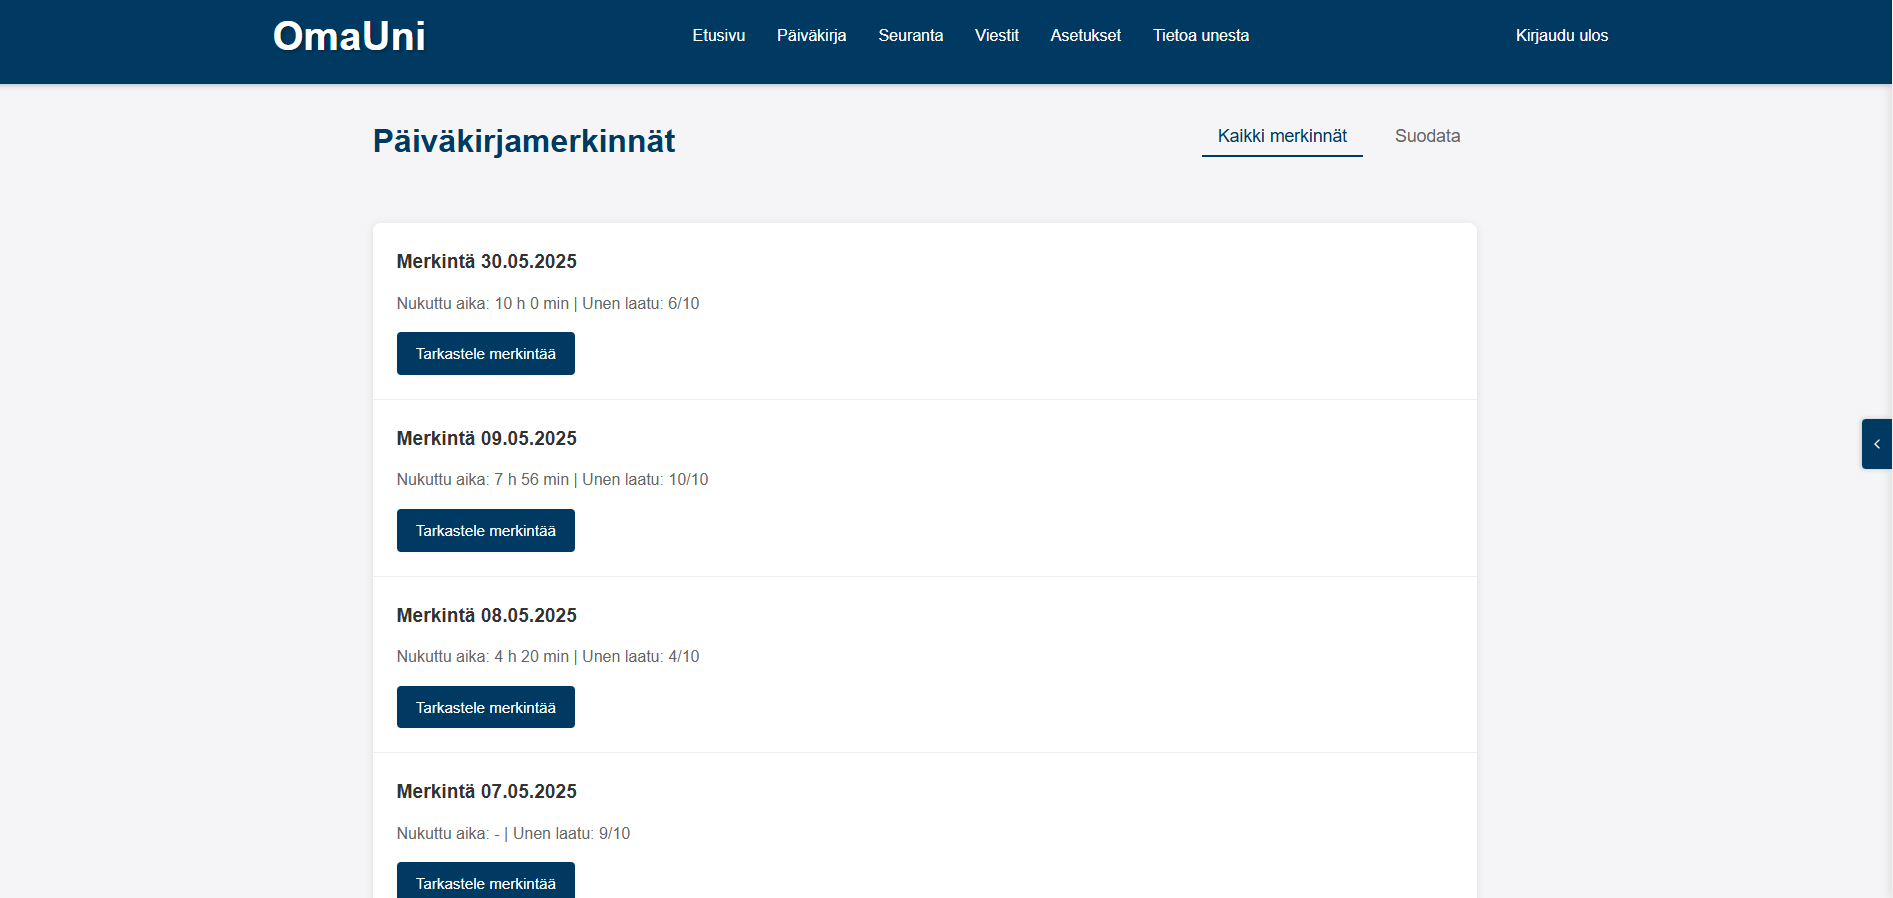 OmaUni
Etusivu Päiväkirja Seuranta Viestit Asetukset Tietoa unesta Kirjaudu ulos
Päiväkirjamerkinnät
Kaikki merkinnät Suodata
Merkintä 30.05.2025
Nukuttu aika: 10 h 0 min | Unen laatu: 6/10
Tarkastele merkintää
Merkintä 09.05.2025
Nukuttu aika: 7 h 56 min | Unen laatu: 10/10
Tarkastele merkintää
Merkintä 08.05.2025
Nukuttu aika: 4 h 20 min | Unen laatu: 4/10
Tarkastele merkintää
Merkintä 07.05.2025
Nukuttu aika: - | Unen laatu: 9/10
Tarkastele merkintää